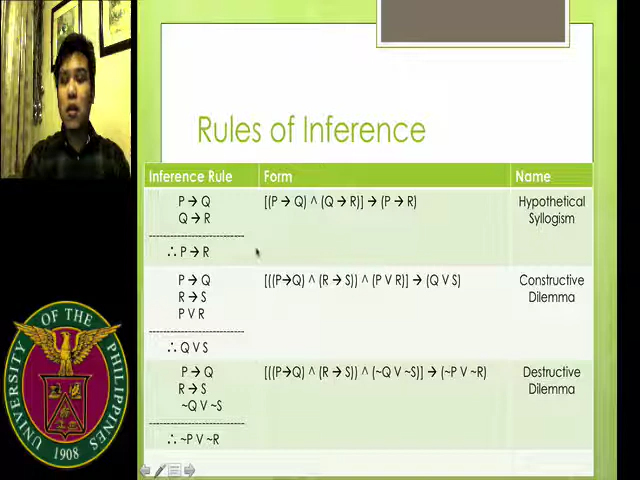 Rules of Inference
Inference Rule Form Name
P → Q [(P → Q) ^ (Q → R)] → (P → R) Hypothetical
Q → R Syllogism
------------------------
∴ P → R
P → Q [((P→Q) ^ (R → S)) ^ (P V R)] → (Q V S) Constructive
R → S Dilemma
P V R
------------------------
∴ Q V S
P → Q [((P→Q) ^ (R → S)) ^ (~Q V ~S)] → (~P V ~R) Destructive
R → S Dilemma
~Q V ~S
------------------------
∴ ~P V ~R
UNIVERSITY OF THE PHILIPPINES
1908